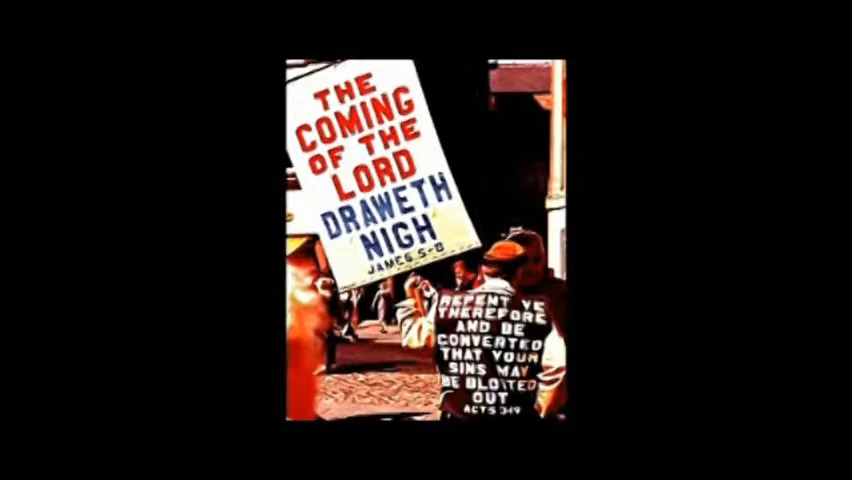 THE
COMING
OF THE
LORD
DRAWETH
NIGH
JAMES 5-8
REPENT YE
THEREFORE
AND BE
CONVERTED
THAT YOUR
SINS MAY
BE BLOTTED
OUT
ACTS 3-19